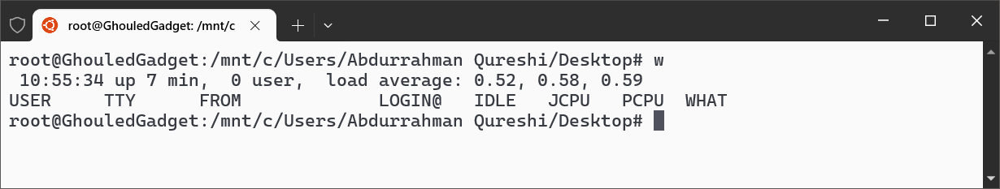 root@GhouledGadget: /mnt/c
root@GhouledGadget:/mnt/c/Users/Abdurrahman Qureshi/Desktop# w
 10:55:34 up 7 min,  0 user,  load average: 0.52, 0.58, 0.59
USER     TTY      FROM             LOGIN@   IDLE   JCPU   PCPU  WHAT
root@GhouledGadget:/mnt/c/Users/Abdurrahman Qureshi/Desktop#